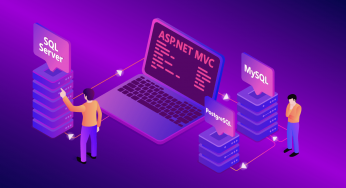 SQL
Server
ASP.NET MVC
MySQL
PostgreSQL